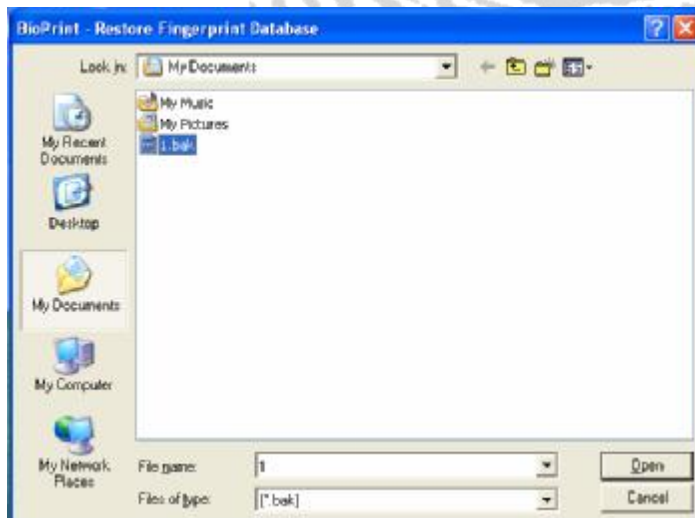 BioPrint - Restore Fingerprint Database
Look in:
My Documents
My Music
My Pictures
1.bak
My Recent
Documents
Desktop
My Documents
My Computer
My Network
Places
File name:
1
Open
Files of type:
[*.bak]
Cancel